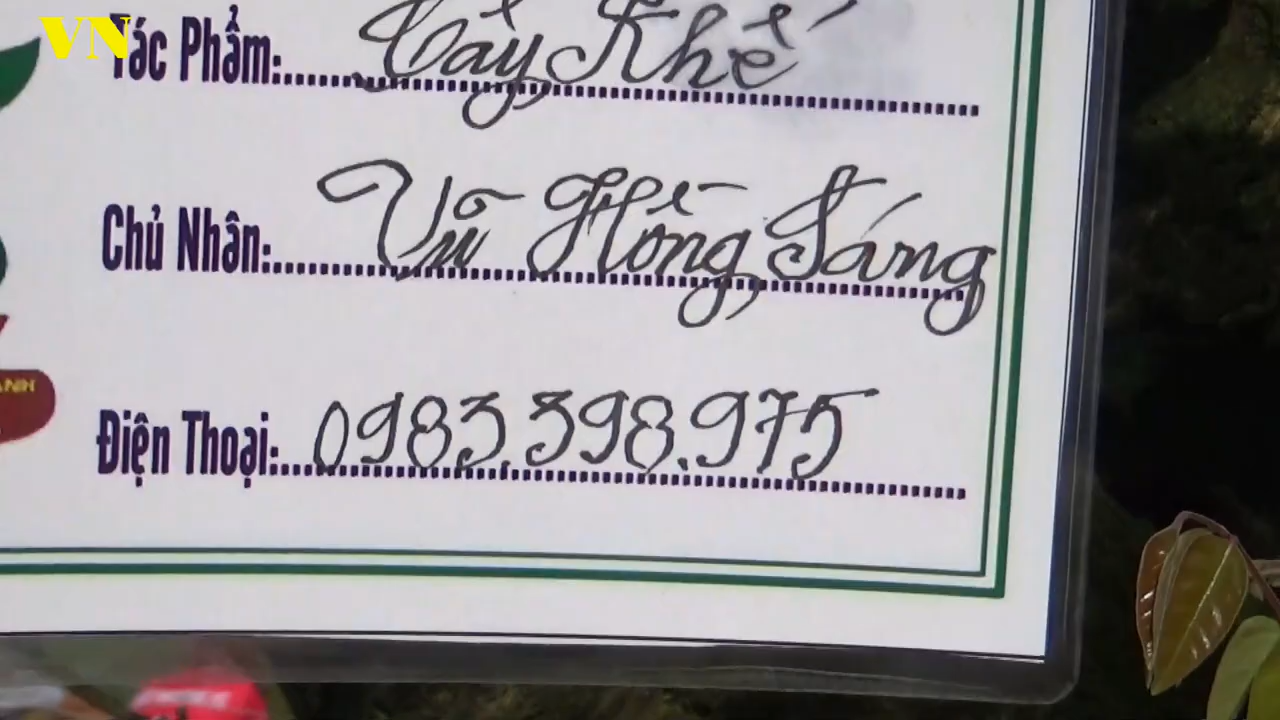 VN
Tác Phẩm: Cây Khế
Chủ Nhân: Vũ Hồng Sáng
Điện Thoại: 0983.398.975